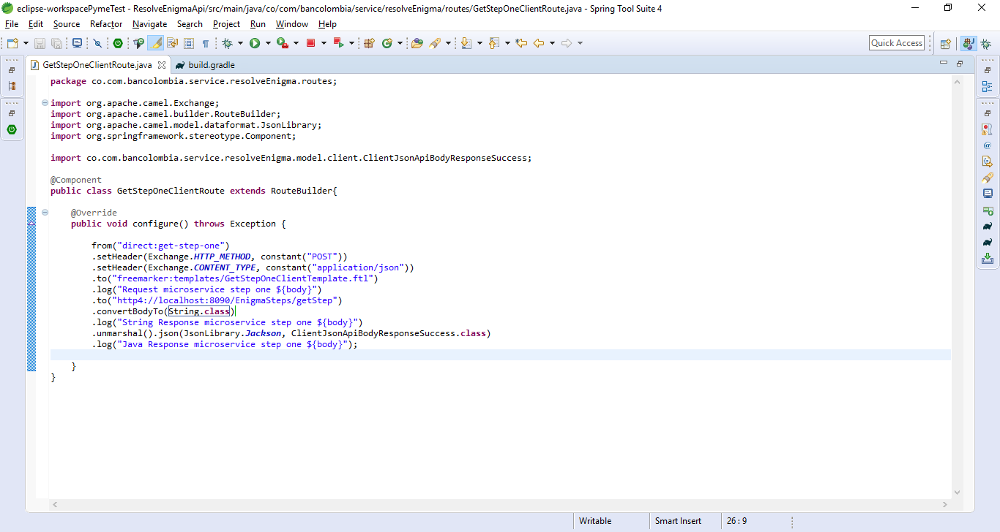 eclipse-workspacePymeTest - ResolveEnigmaApi/src/main/java/co/com/bancolombia/service/resolveEnigma/routes/GetStepOneClientRoute.java - Spring Tool Suite 4
File Edit Source Refactor Navigate Search Project Run Window Help
Quick Access
GetStepOneClientRoute.java build.gradle
package co.com.bancolombia.service.resolveEnigma.routes;
import org.apache.camel.Exchange;
import org.apache.camel.builder.RouteBuilder;
import org.apache.camel.model.dataformat.JsonLibrary;
import org.springframework.stereotype.Component;
import co.com.bancolombia.service.resolveEnigma.model.client.ClientJsonApiBodyResponseSuccess;
@Component
public class GetStepOneClientRoute extends RouteBuilder{
@Override
public void configure() throws Exception {
from("direct:get-step-one")
.setHeader(Exchange.HTTP_METHOD, constant("POST"))
.setHeader(Exchange.CONTENT_TYPE, constant("application/json"))
.to("freemarker:templates/GetStepOneClientTemplate.ftl")
.log("Request microservice step one ${body}")
.to("http4://localhost:8090/EnigmaSteps/getStep")
.convertBodyTo(String.class)
.log("String Response microservice step one ${body}")
.unmarshal().json(JsonLibrary.Jackson, ClientJsonApiBodyResponseSuccess.class)
.log("Java Response microservice step one ${body}");
}
}
Writable Smart Insert 26 : 9